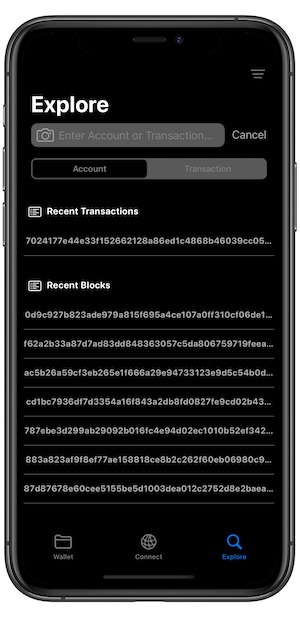 Explore
Enter Account or Transaction... Cancel
Account Transaction
Recent Transactions
7024177e44e33f152662128a86ed1c4868b46039cc05...
Recent Blocks
0d9c927b823ade979a815f695a4ce107a0ff310cf06de1...
f62a2b33a87d7ad83dd848363057c5da806759719feea...
ac5b26a59cf3eb265e1f666a29e94733123e9d5c54b0d...
cd1bc7936df7d3354a16f843a2db8fd0827fe9cd02b43...
787ebe3d299ab29092b016fc4e94d02ec1010b52ef342...
883a823af9f8ef77ae158818ce8b2c262f60eb06980c9...
87d87678e60cee5155be5d1003dea012c2752d8e2baea...
Wallet Connect Explore